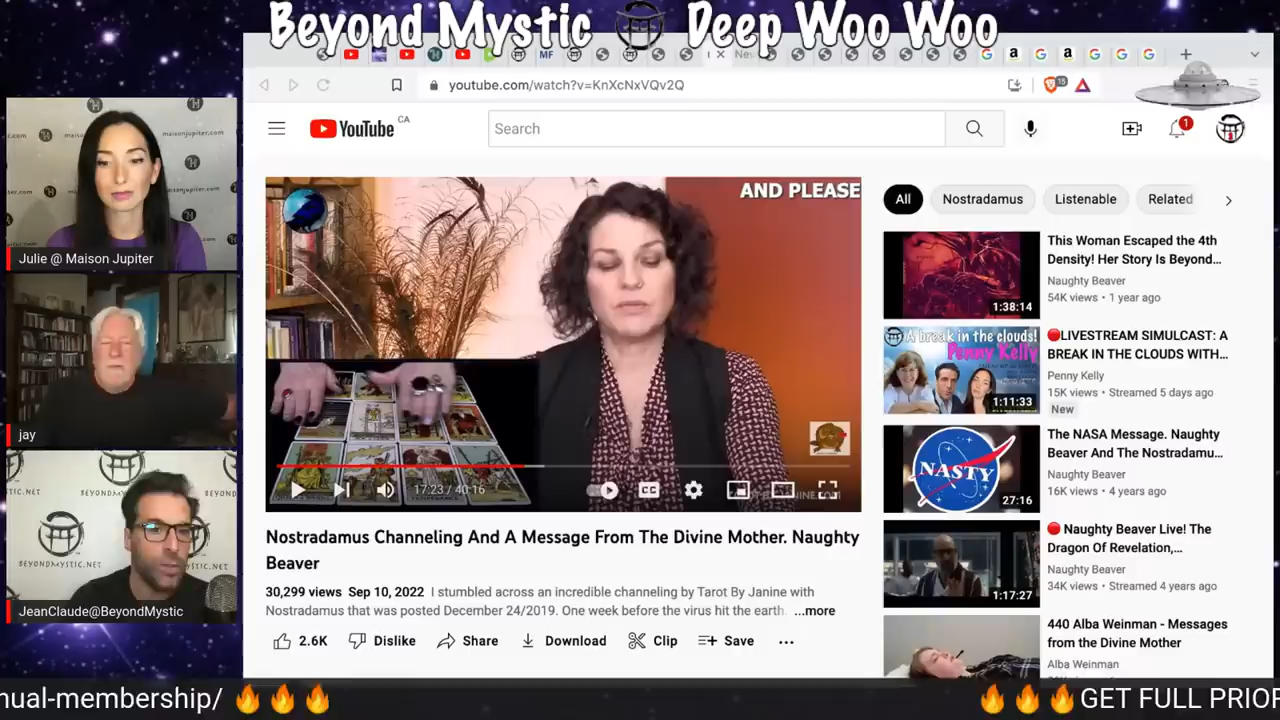 Beyond Mystic Deep Woo Woo
MF
youtube.com/watch?v=KnXcNxVQv2Q
15
YouTube CA
Search
1
AND PLEASE
17:23 / 40:16
CC
Nostradamus Channeling And A Message From The Divine Mother. Naughty
Beaver
30,299 views Sep 10, 2022 I stumbled across an incredible channeling by Tarot By Janine with
Nostradamus that was posted December 24/2019. One week before the virus hit the earth. ...more
2.6K Dislike Share Download Clip Save
All Nostradamus Listenable Related
This Woman Escaped the 4th
Density! Her Story Is Beyond...
Naughty Beaver
54K views • 1 year ago
1:38:14
A break in the clouds!
Penny Kelly
1:11:33
🔴LIVESTREAM SIMULCAST: A
BREAK IN THE CLOUDS WITH...
Penny Kelly
15K views • Streamed 5 days ago
New
NASTY
27:16
The NASA Message. Naughty
Beaver And The Nostradamu...
Naughty Beaver
16K views • 4 years ago
1:17:27
🔴 Naughty Beaver Live! The
Dragon Of Revelation,...
Naughty Beaver
34K views • Streamed 4 years ago
440 Alba Weinman - Messages
from the Divine Mother
Alba Weinman
maisonjupiter.com
Julie @ Maison Jupiter
jay
BEYONDMYSTIC.NET
JeanClaude@BeyondMystic
nual-membership/ 🔥 🔥 🔥 🔥 🔥 🔥 GET FULL PRIOR